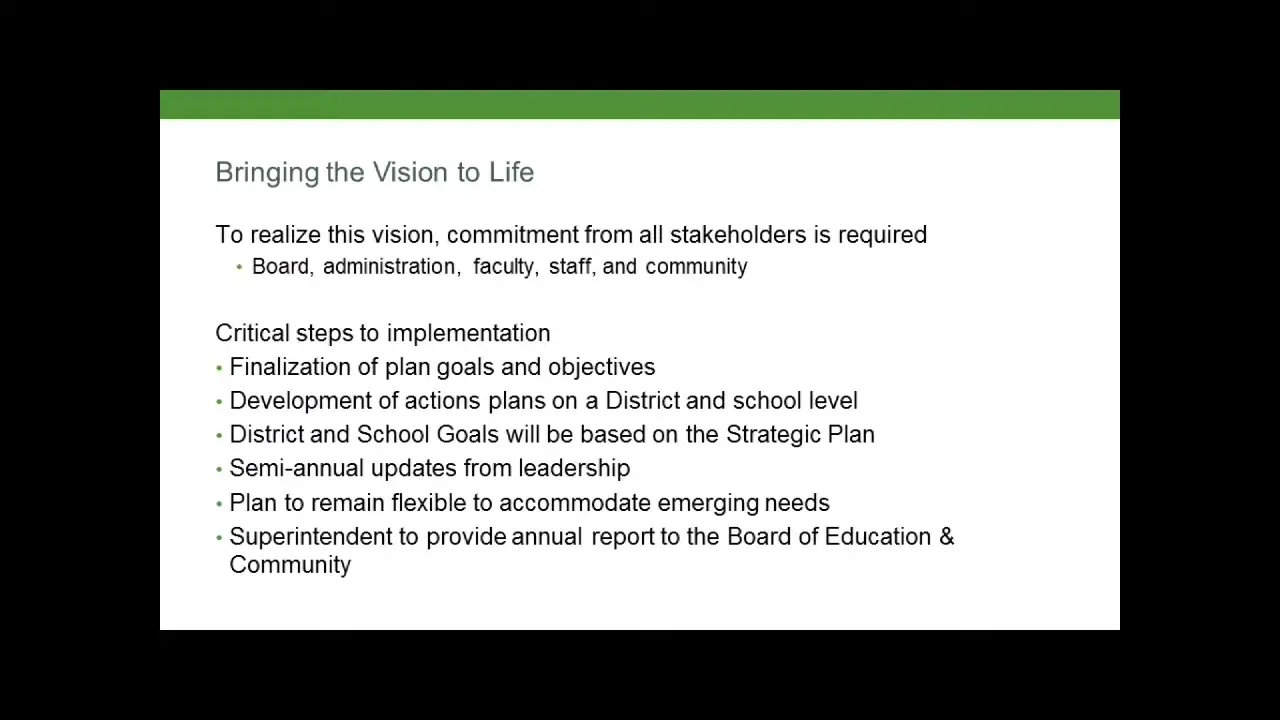 Bringing the Vision to Life
To realize this vision, commitment from all stakeholders is required
• Board, administration, faculty, staff, and community
Critical steps to implementation
• Finalization of plan goals and objectives
• Development of actions plans on a District and school level
• District and School Goals will be based on the Strategic Plan
• Semi-annual updates from leadership
• Plan to remain flexible to accommodate emerging needs
• Superintendent to provide annual report to the Board of Education &
Community